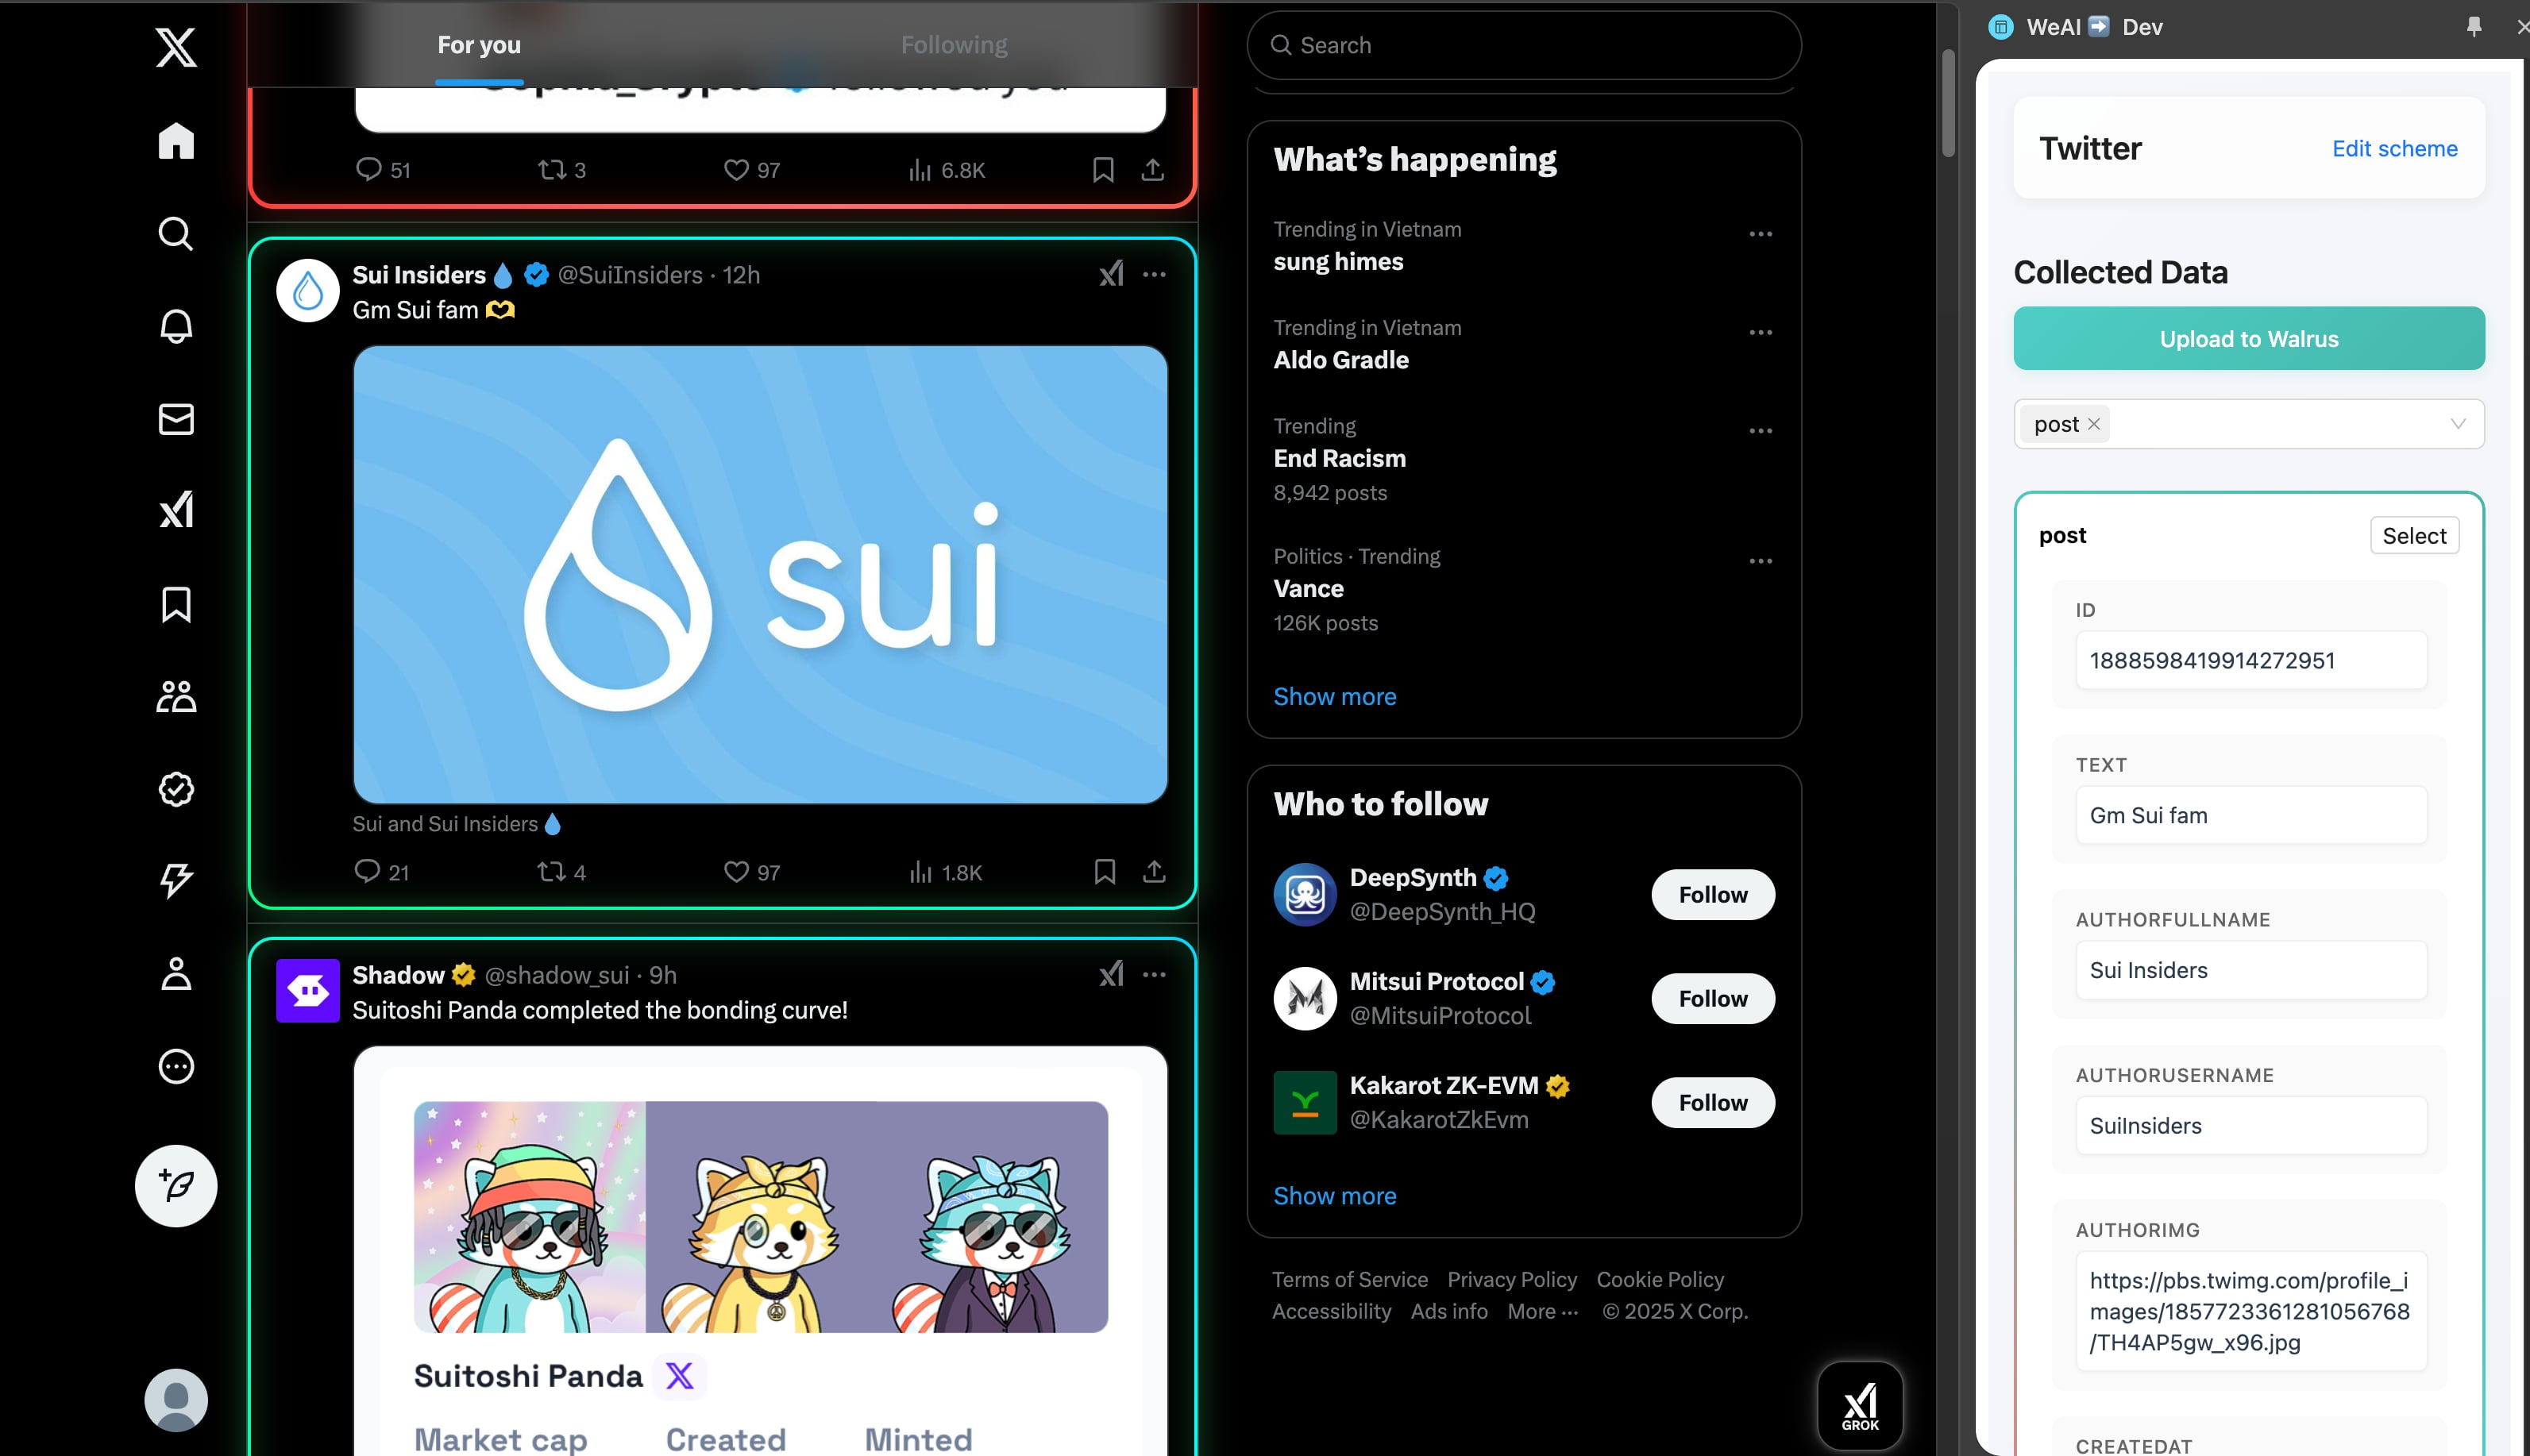 For you
Following
followed you
51
3
97
6.8K
Sui Insiders @SuiInsiders · 12h
Gm Sui fam
sui
Sui and Sui Insiders
21
4
97
1.8K
Shadow @shadow_sui · 9h
Suitoshi Panda completed the bonding curve!
Suitoshi Panda
Market cap
Created
Minted
Search
What’s happening
Trending in Vietnam
sung himes
Trending in Vietnam
Aldo Gradle
Trending
End Racism
8,942 posts
Politics · Trending
Vance
126K posts
Show more
Who to follow
DeepSynth
@DeepSynth_HQ
Follow
Mitsui Protocol
@MitsuiProtocol
Follow
Kakarot ZK-EVM
@KakarotZkEvm
Follow
Show more
Terms of Service Privacy Policy Cookie Policy
Accessibility Ads info More ··· © 2025 X Corp.
GROK
WeAI Dev
Twitter
Edit scheme
Collected Data
Upload to Walrus
post
post
Select
ID
1888598419914272951
TEXT
Gm Sui fam
AUTHORFULLNAME
Sui Insiders
AUTHORUSERNAME
SuiInsiders
AUTHORIMG
https://pbs.twimg.com/profile_i
mages/1857723361281056768
/TH4AP5gw_x96.jpg
CREATEDAT